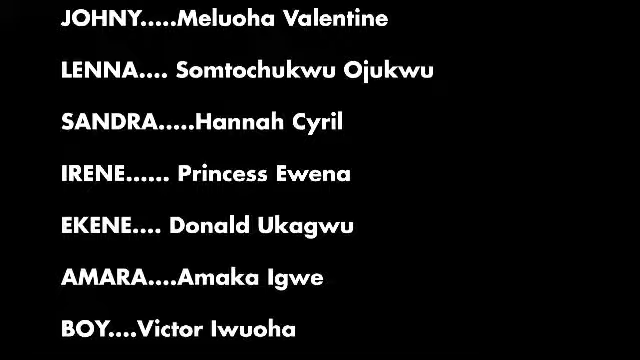 JOHNY.....Meluoha Valentine
LENNA.... Somtochukwu Ojukwu
SANDRA.....Hannah Cyril
IRENE...... Princess Ewena
EKENE.... Donald Ukagwu
AMARA....Amaka Igwe
BOY....Victor Iwuoha